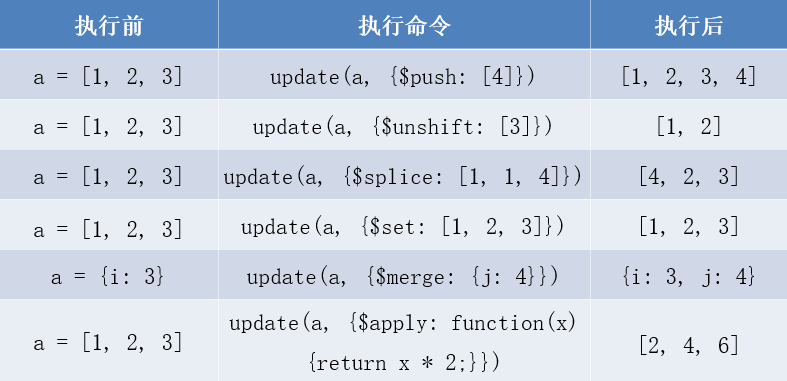 执行前 执行命令 执行后
a = [1, 2, 3] update(a, {$push: [4]}) [1, 2, 3, 4]
a = [1, 2, 3] update(a, {$unshift: [3]}) [1, 2]
a = [1, 2, 3] update(a, {$splice: [1, 1, 4]}) [4, 2, 3]
a = [1, 2, 3] update(a, {$set: [1, 2, 3]}) [1, 2, 3]
a = {i: 3} update(a, {$merge: {j: 4}}) {i: 3, j: 4}
a = [1, 2, 3] update(a, {$apply: function(x)
{return x * 2;}}) [2, 4, 6]